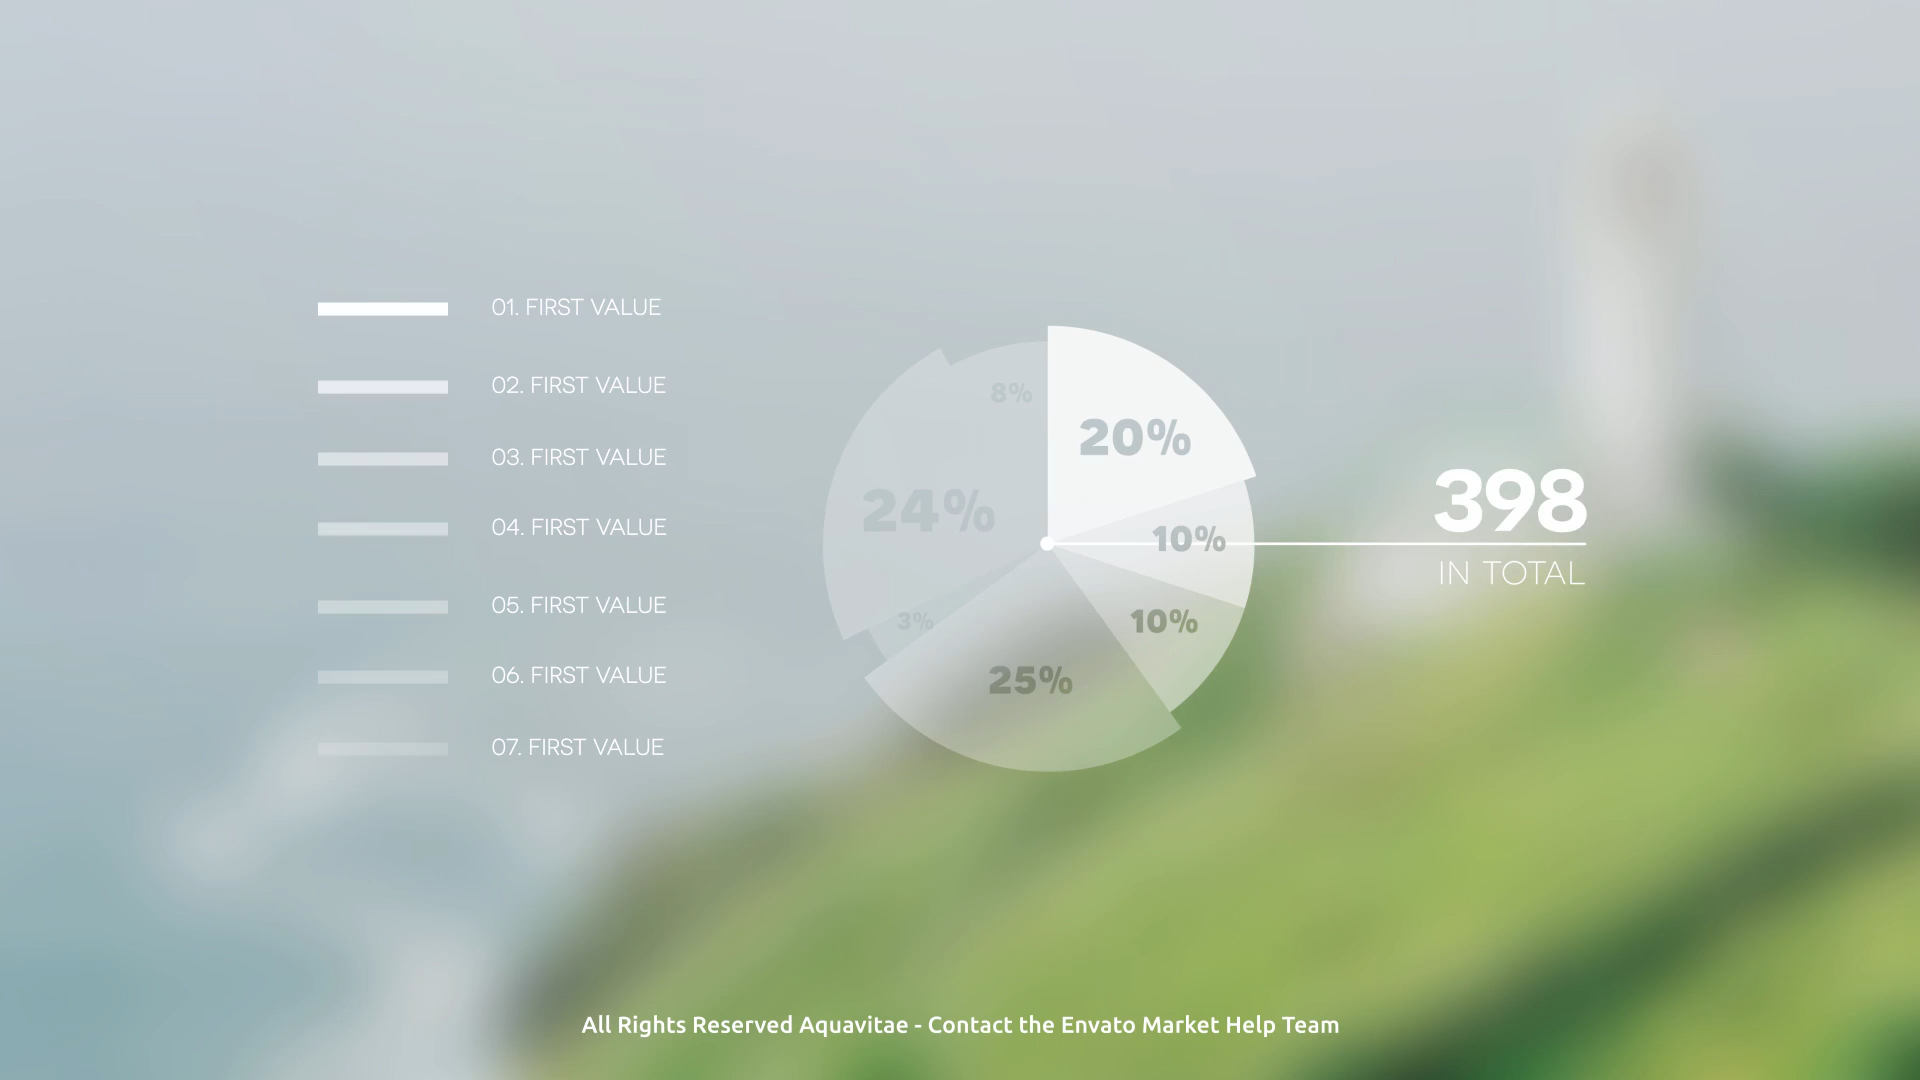 01. FIRST VALUE
02. FIRST VALUE
03. FIRST VALUE
04. FIRST VALUE
05. FIRST VALUE
06. FIRST VALUE
07. FIRST VALUE
8%
20%
24%
10%
3%
10%
25%
398
IN TOTAL
All Rights Reserved Aquavitae - Contact the Envato Market Help Team